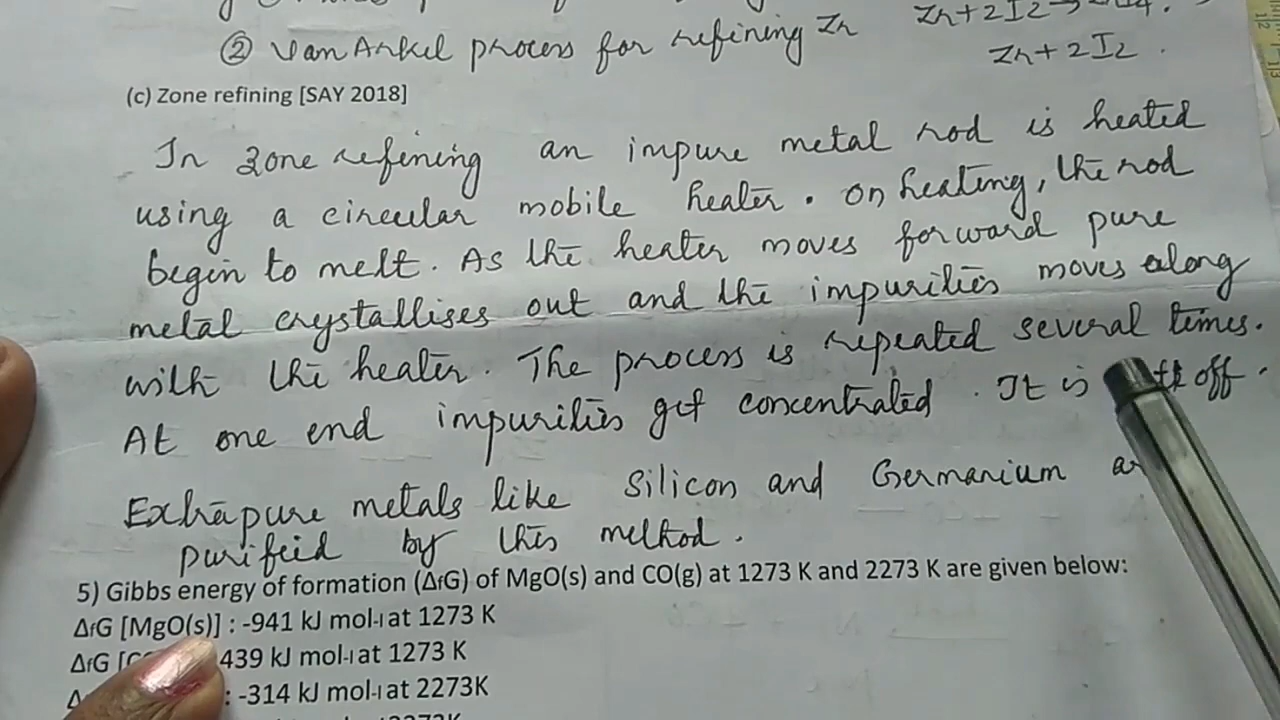 ② Van Arkel process for refining Zr
Zr + 2I2
(c) Zone refining [SAY 2018]
In zone refining an impure metal rod is heated
using a circular mobile heater. On heating, the rod
begin to melt. As the heater moves forward pure
metal crystallises out and the impurities moves along
with the heater. The process is repeated several times.
At one end impurities get concentrated. It is off.
Extrapure metals like Silicon and Germanium
purified by this method.
5) Gibbs energy of formation (ΔfG) of MgO(s) and CO(g) at 1273 K and 2273 K are given below:
ΔfG [MgO(s)] : -941 kJ mol-ı at 1273 K
ΔfG 439 kJ mol-ı at 1273 K
: -314 kJ mol-ı at 2273K